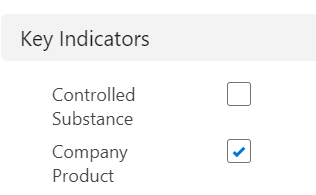 Key Indicators
Controlled
Substance
Company
Product